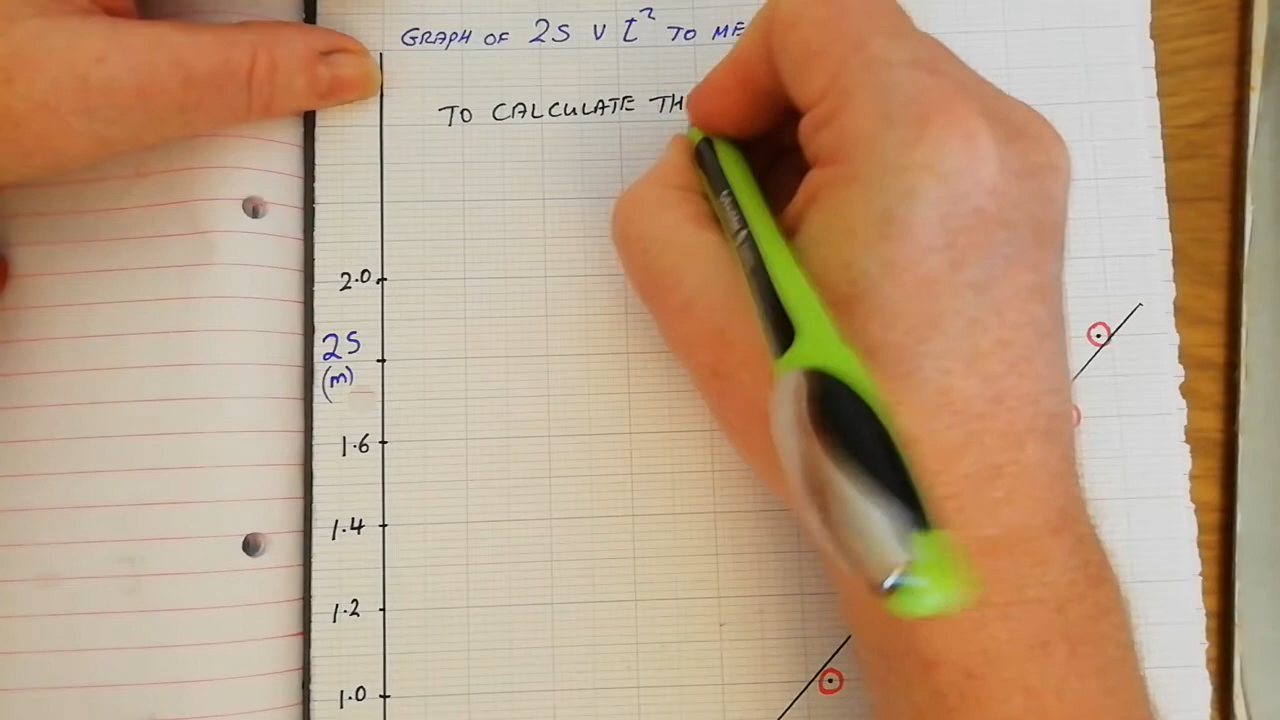 GRAPH OF 2S V t² TO ME
TO CALCULATE TH
2.0
2S
(m)
1.6
1.4
1.2
1.0